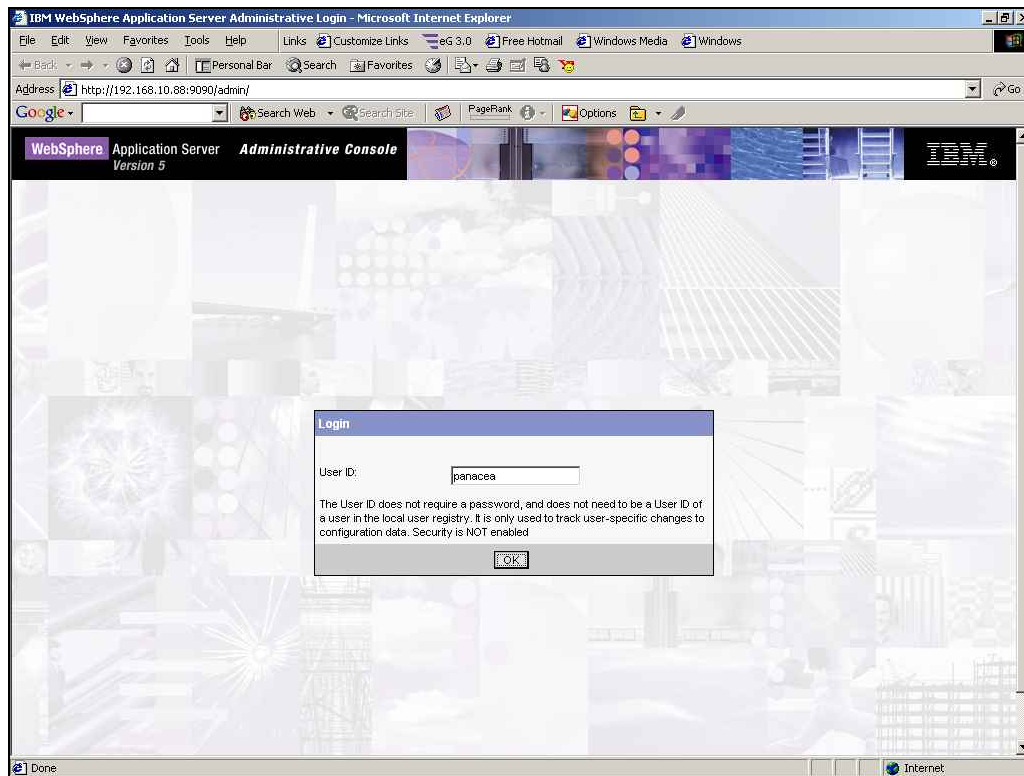 IBM WebSphere Application Server Administrative Login - Microsoft Internet Explorer
File Edit View Favorites Tools Help Links Customize Links eG 3.0 Free Hotmail Windows Media Windows
Back Personal Bar Search Favorites
Address http://192.168.10.88:9090/admin/ Go
Google Search Web Search Site PageRank Options
WebSphere Application Server Administrative Console IBM
Version 5
Login
User ID: panacea
The User ID does not require a password, and does not need to be a User ID of
a user in the local user registry. It is only used to track user-specific changes to
configuration data. Security is NOT enabled
OK
Done Internet